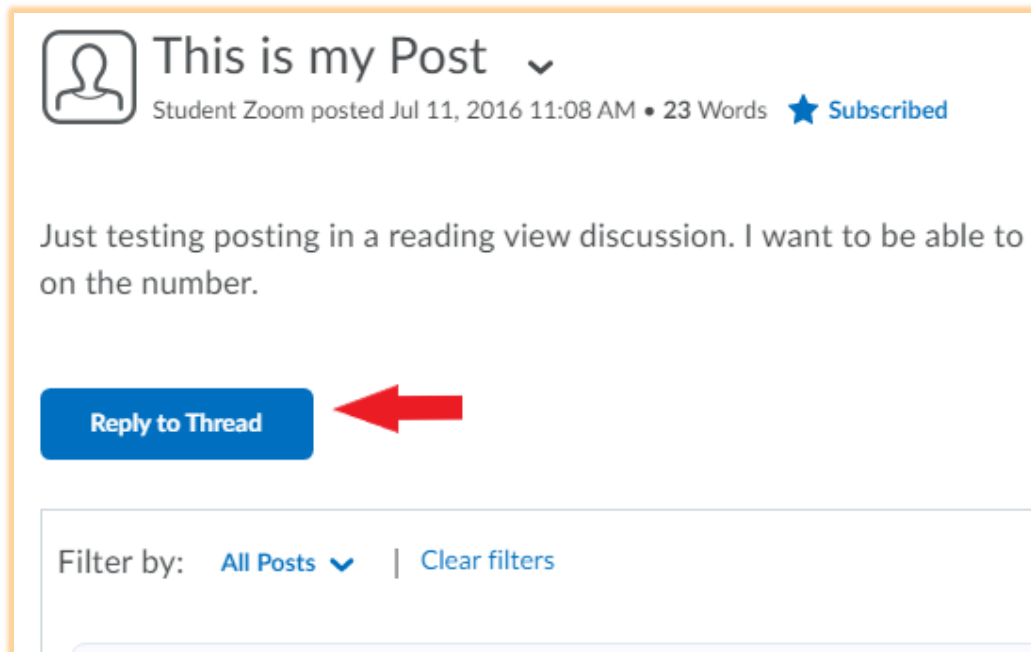 This is my Post
Student Zoom posted Jul 11, 2016 11:08 AM • 23 Words Subscribed
Just testing posting in a reading view discussion. I want to be able to
on the number.
Reply to Thread
Filter by: All Posts | Clear filters